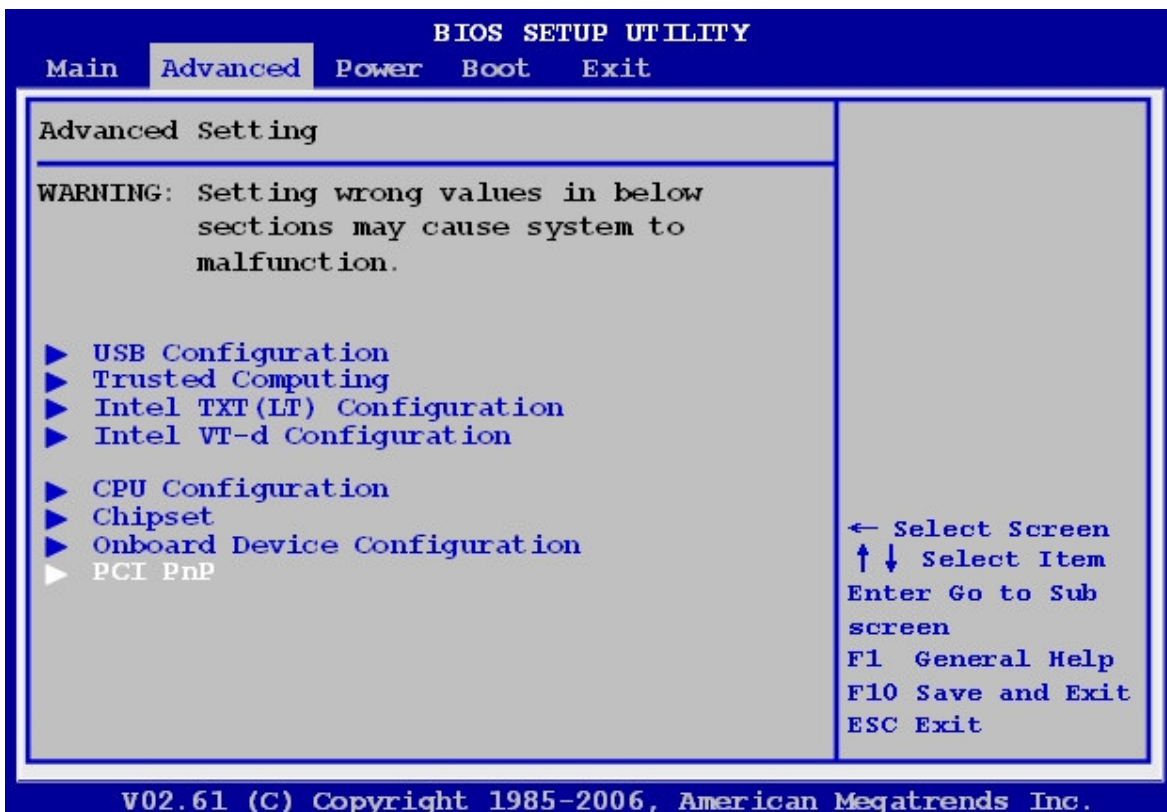 BIOS SETUP UTILITY
Main Advanced Power Boot Exit
Advanced Setting
WARNING: Setting wrong values in below
sections may cause system to
malfunction.
▶ USB Configuration
▶ Trusted Computing
▶ Intel TXT(LT) Configuration
▶ Intel VT-d Configuration
▶ CPU Configuration
▶ Chipset
▶ Onboard Device Configuration
▶ PCI PnP
← Select Screen
↑↓ Select Item
Enter Go to Sub
screen
F1 General Help
F10 Save and Exit
ESC Exit
V02.61 (C) Copyright 1985-2006, American Megatrends Inc.